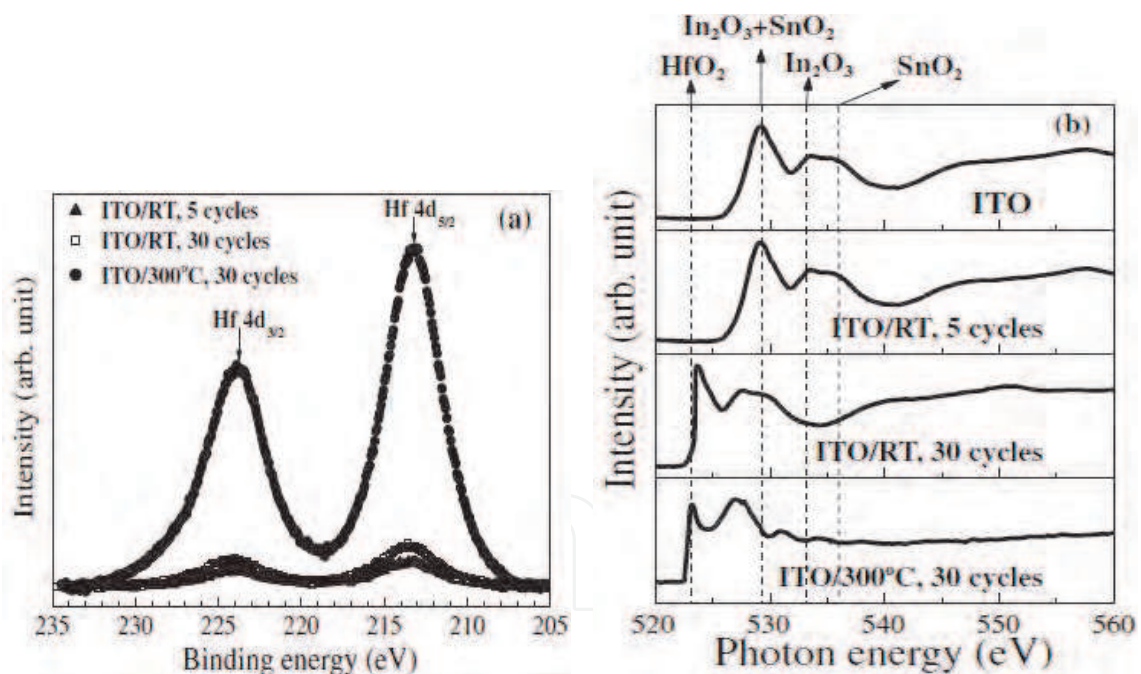 (a)
▲ ITO/RT, 5 cycles
□ ITO/RT, 30 cycles
● ITO/300°C, 30 cycles
Hf 4d5/2
Hf 4d3/2
Intensity (arb. unit)
235 230 225 220 215 210 205
Binding energy (eV)
In₂O₃+SnO₂
HfO₂ In₂O₃ SnO₂
(b)
ITO
ITO/RT, 5 cycles
ITO/RT, 30 cycles
ITO/300°C, 30 cycles
Intensity (arb. unit)
520 530 540 550 560
Photon energy (eV)